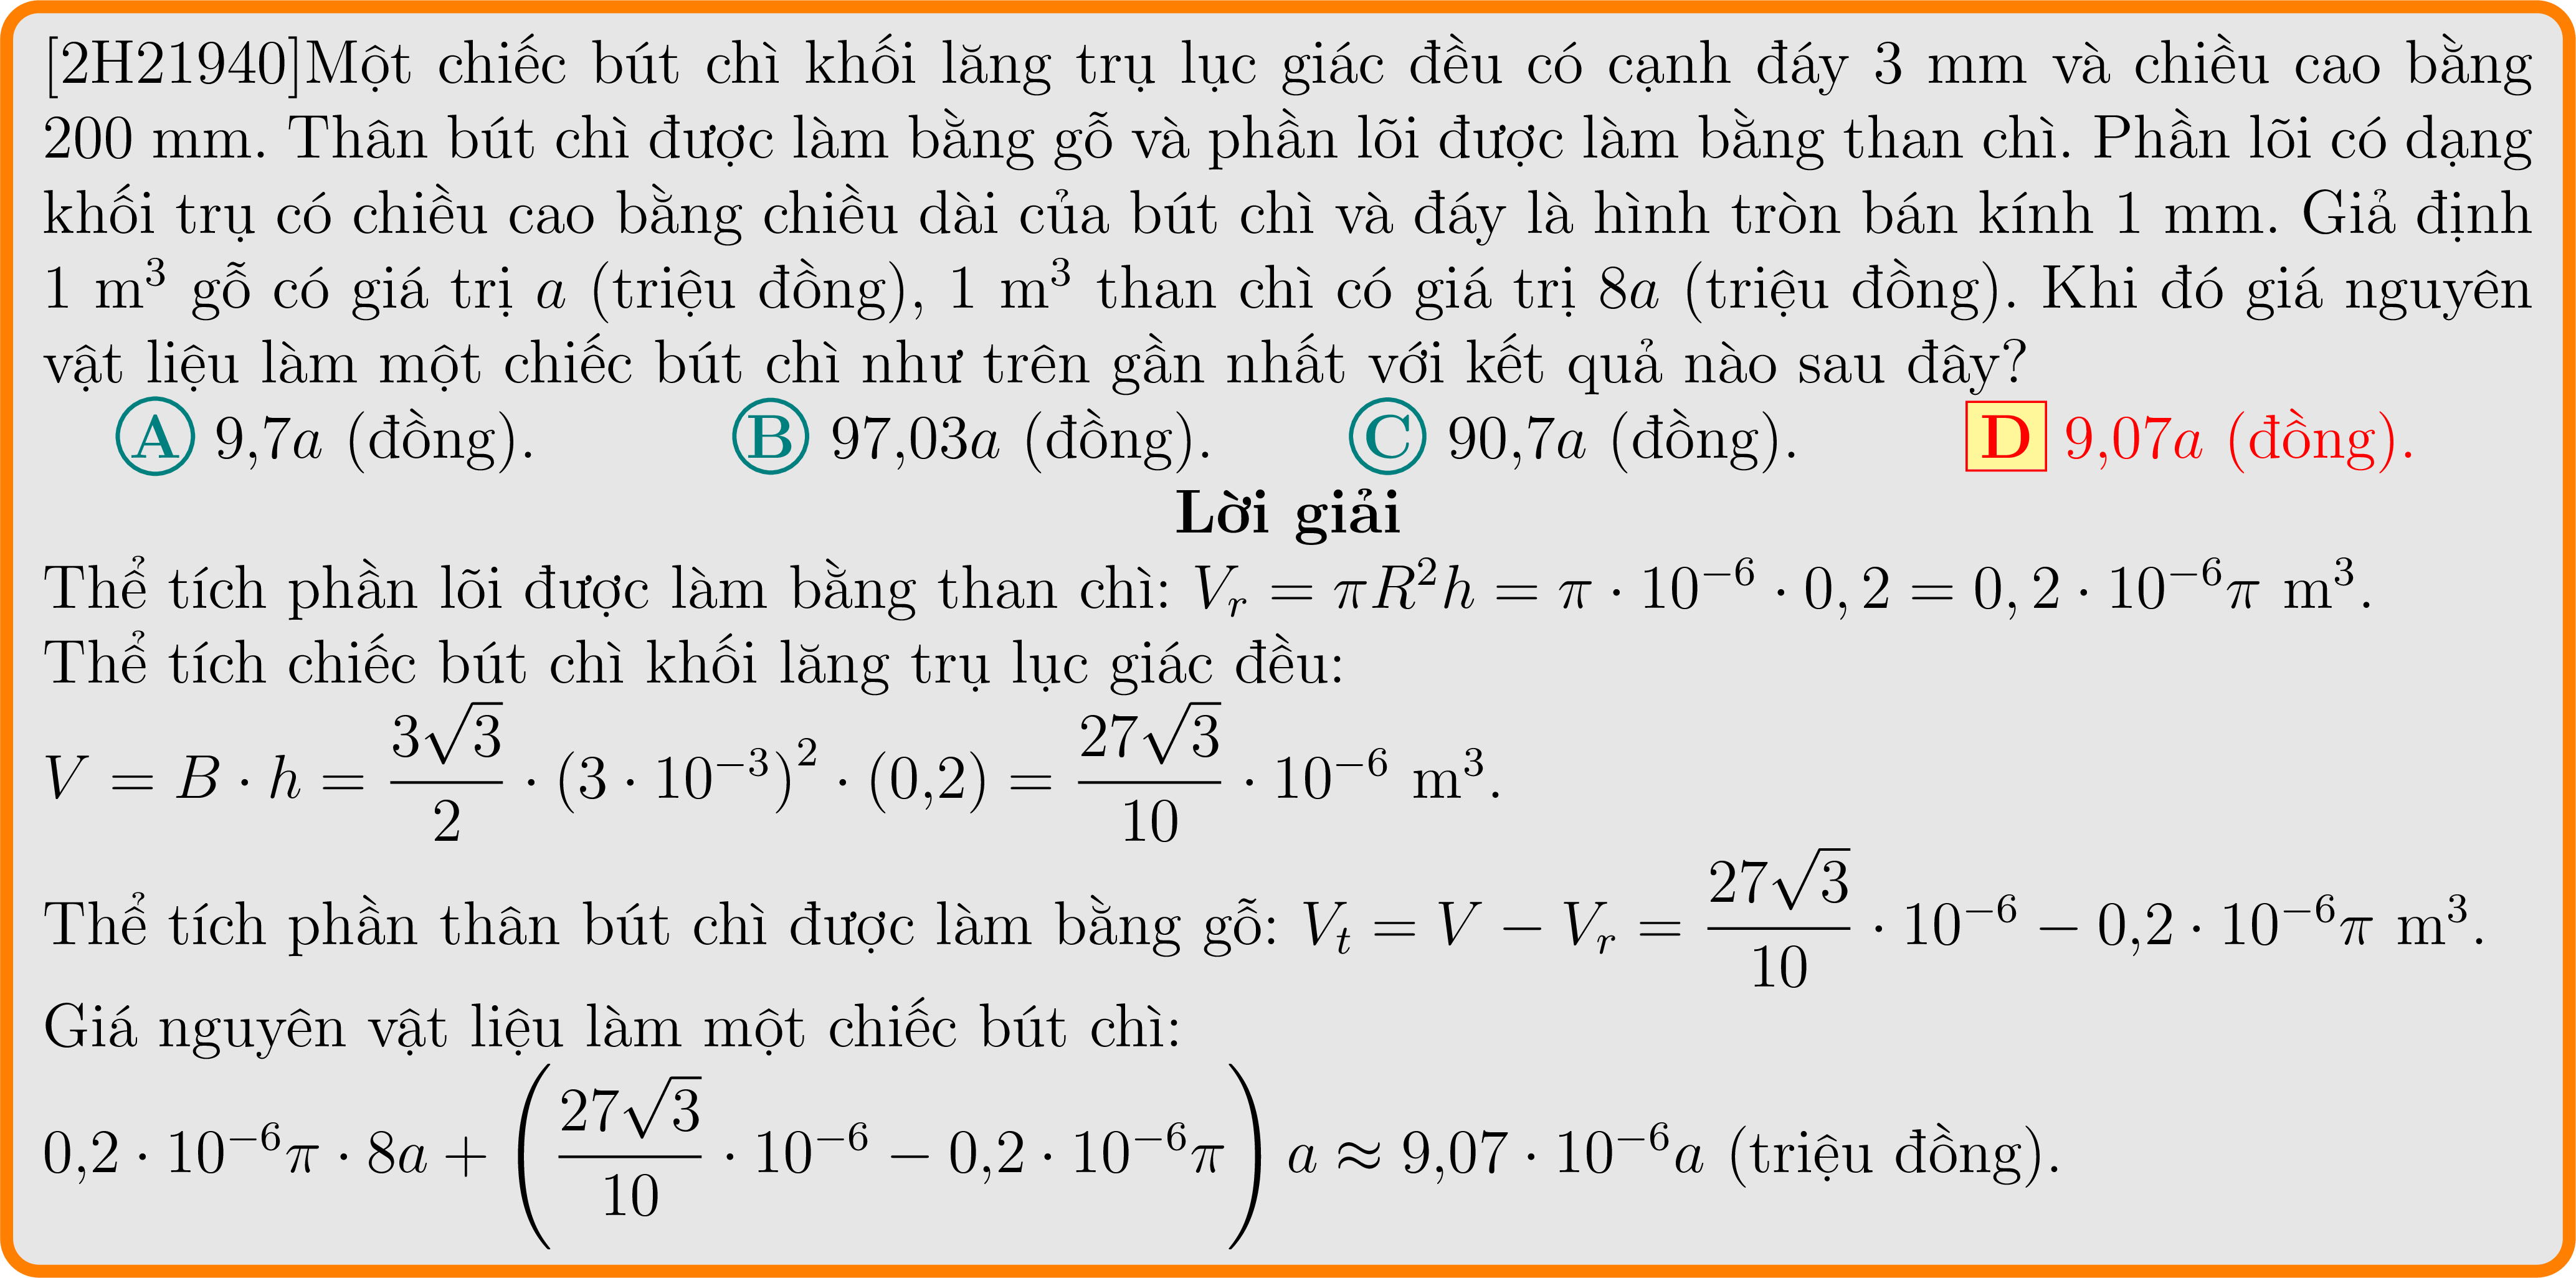 [2H21940]Một chiếc bút chì khối lăng trụ lục giác đều có cạnh đáy 3 mm và chiều cao bằng
200 mm. Thân bút chì được làm bằng gỗ và phần lõi được làm bằng than chì. Phần lõi có dạng
khối trụ có chiều cao bằng chiều dài của bút chì và đáy là hình tròn bán kính 1 mm. Giả định
1 m³ gỗ có giá trị a (triệu đồng), 1 m³ than chì có giá trị 8a (triệu đồng). Khi đó giá nguyên
vật liệu làm một chiếc bút chì như trên gần nhất với kết quả nào sau đây?
A 9,7a (đồng). B 97,03a (đồng). C 90,7a (đồng). D 9,07a (đồng).
Lời giải
Thể tích phần lõi được làm bằng than chì: $V_r = \pi R^2 h = \pi \cdot 10^{-6} \cdot 0, 2 = 0, 2 \cdot 10^{-6}\pi$ m³.
Thể tích chiếc bút chì khối lăng trụ lục giác đều:
$V = B \cdot h = \frac{3\sqrt{3}}{2} \cdot (3 \cdot 10^{-3})^2 \cdot (0,2) = \frac{27\sqrt{3}}{10} \cdot 10^{-6}$ m³.
Thể tích phần thân bút chì được làm bằng gỗ: $V_t = V - V_r = \frac{27\sqrt{3}}{10} \cdot 10^{-6} - 0,2 \cdot 10^{-6}\pi$ m³.
Giá nguyên vật liệu làm một chiếc bút chì:
$0,2 \cdot 10^{-6}\pi \cdot 8a + \left(\frac{27\sqrt{3}}{10} \cdot 10^{-6} - 0,2 \cdot 10^{-6}\pi\right) a \approx 9,07 \cdot 10^{-6}a$ (triệu đồng).